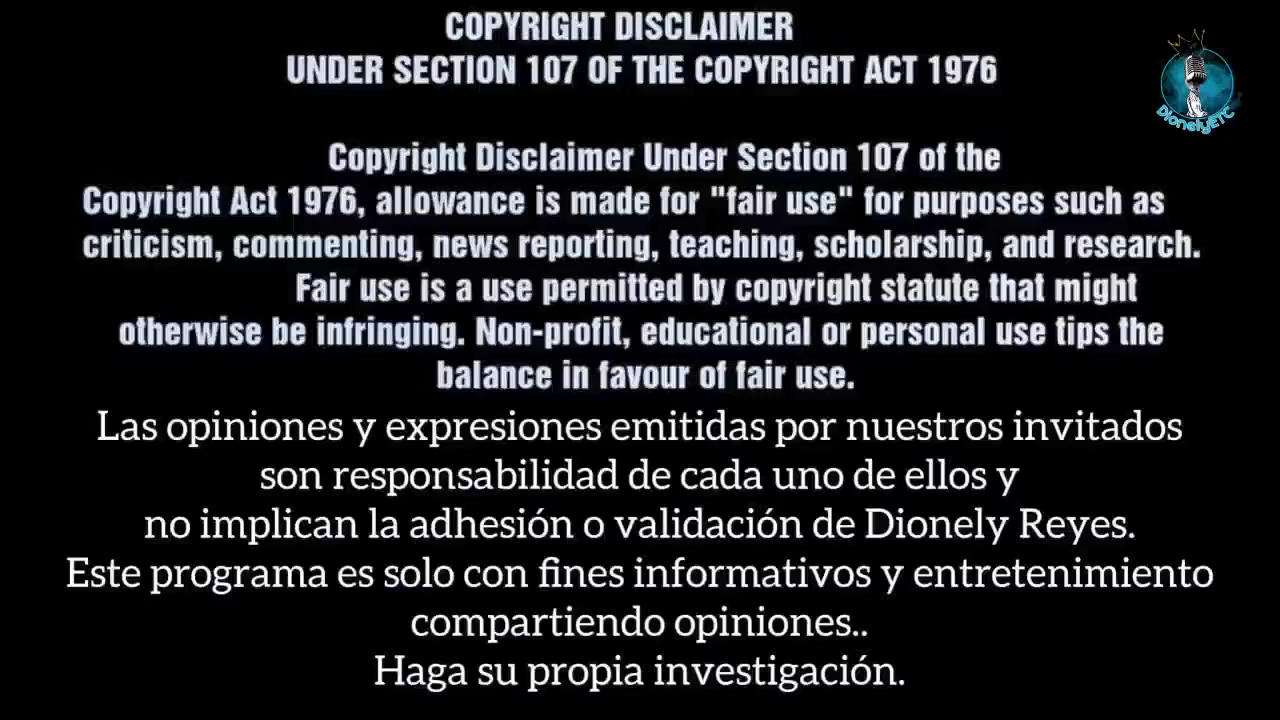 COPYRIGHT DISCLAIMER
UNDER SECTION 107 OF THE COPYRIGHT ACT 1976
DionelyETC
Copyright Disclaimer Under Section 107 of the
Copyright Act 1976, allowance is made for "fair use" for purposes such as
criticism, commenting, news reporting, teaching, scholarship, and research.
Fair use is a use permitted by copyright statute that might
otherwise be infringing. Non-profit, educational or personal use tips the
balance in favour of fair use.
Las opiniones y expresiones emitidas por nuestros invitados
son responsabilidad de cada uno de ellos y
no implican la adhesión o validación de Dionely Reyes.
Este programa es solo con fines informativos y entretenimiento
compartiendo opiniones..
Haga su propia investigación.